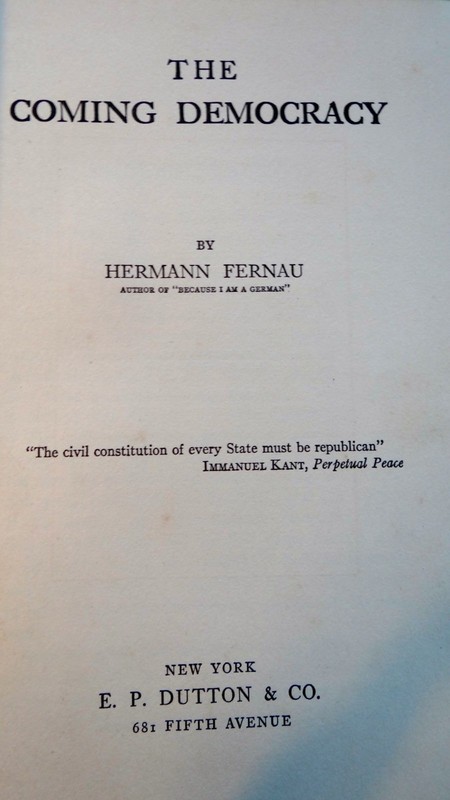 THE
COMING DEMOCRACY
BY
HERMANN FERNAU
AUTHOR OF "BECAUSE I AM A GERMAN"
"The civil constitution of every State must be republican"
IMMANUEL KANT, Perpetual Peace
NEW YORK
E. P. DUTTON & CO.
681 FIFTH AVENUE